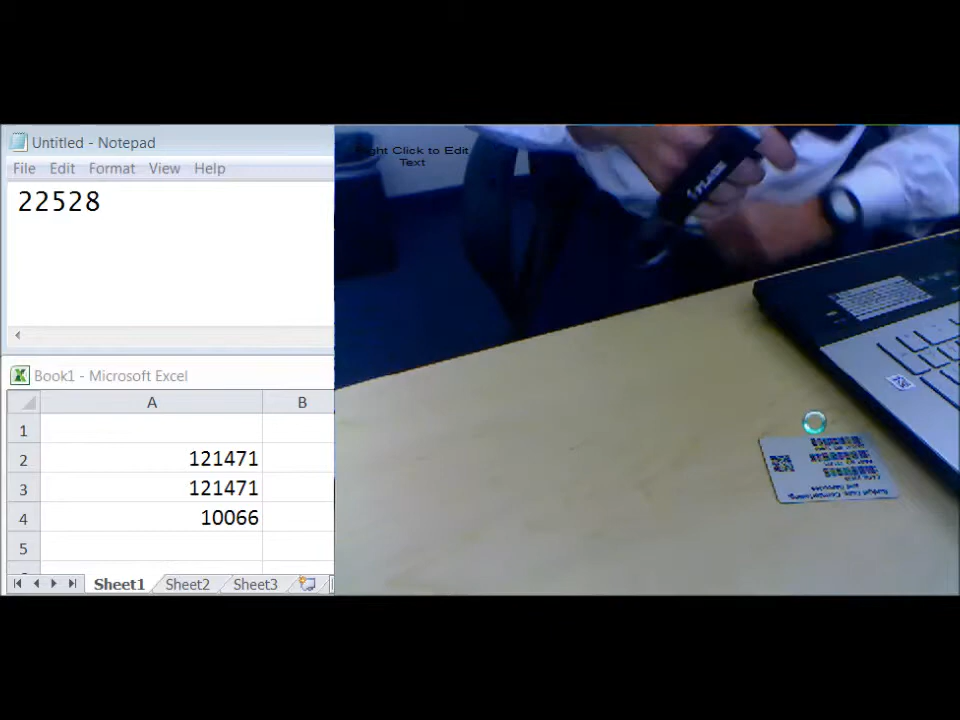 Untitled - Notepad
File Edit Format View Help
22528
Book1 - Microsoft Excel
A B
1
2 121471
3 121471
4 10066
5
Sheet1 Sheet2 Sheet3
Right Click to Edit
Text